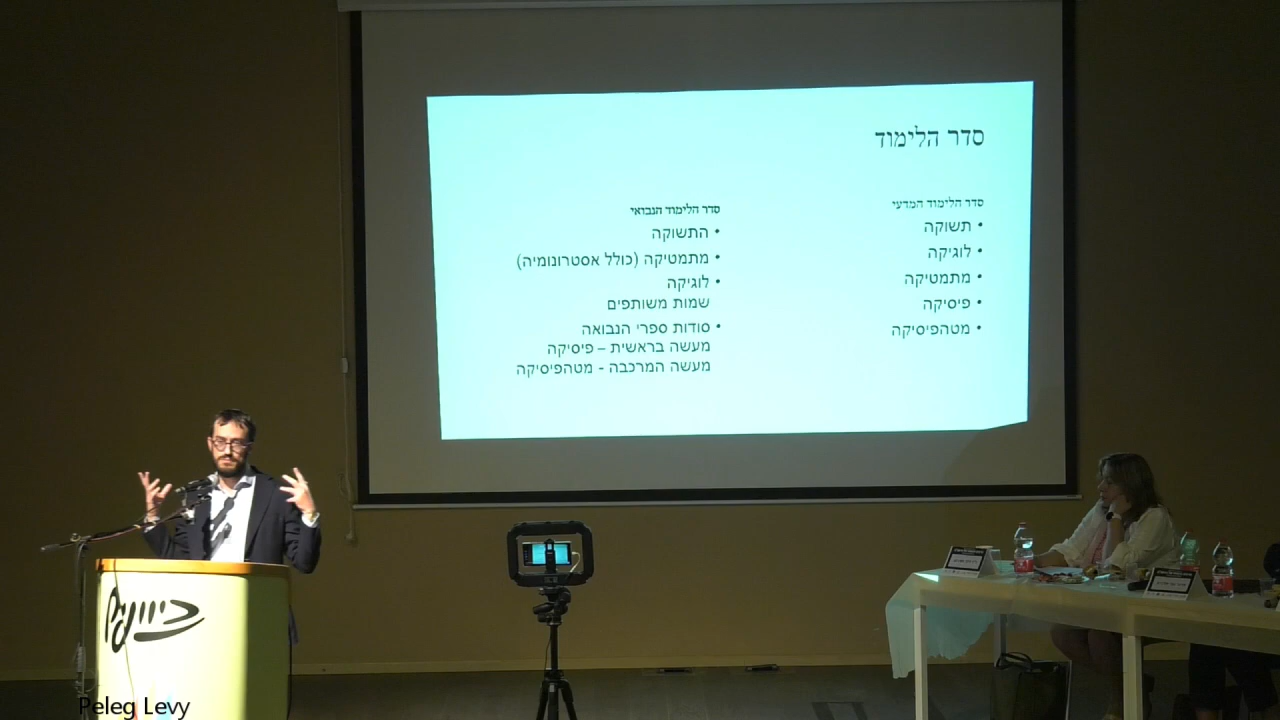 סדר הלימוד
סדר הלימוד המדעי
• תשוקה
• לוגיקה
• מתמטיקה
• פיסיקה
• מטהפיסיקה
סדר הלימוד הנבואי
• התשוקה
• מתמטיקה (כולל אסטרונומיה)
• לוגיקה
שמות משותפים
• סודות ספרי הנבואה
מעשה בראשית – פיסיקה
מעשה המרכבה - מטהפיסיקה
Peleg Levy